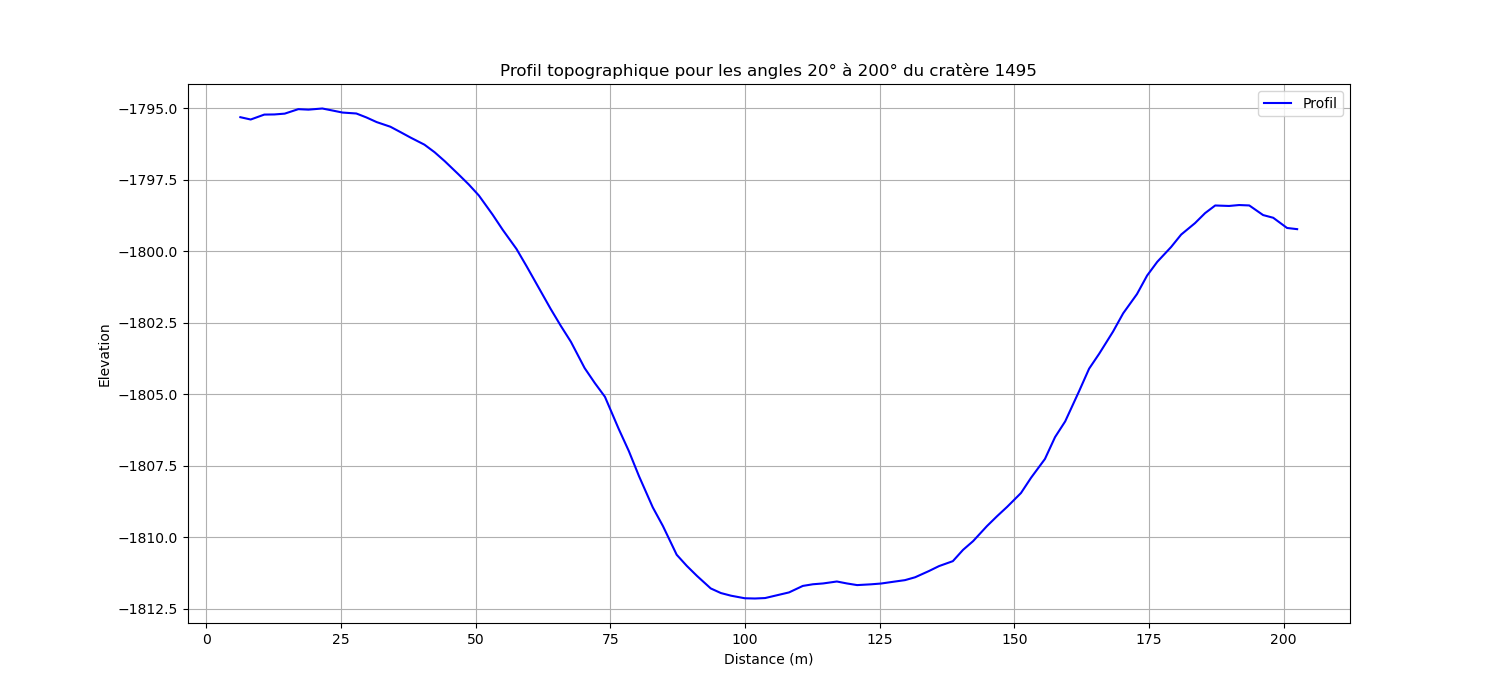 Profil topographique pour les angles 20° à 200° du cratère 1495
Profil
Elevation
−1795.0
−1797.5
−1800.0
−1802.5
−1805.0
−1807.5
−1810.0
−1812.5
0 25 50 75 100 125 150 175 200
Distance (m)